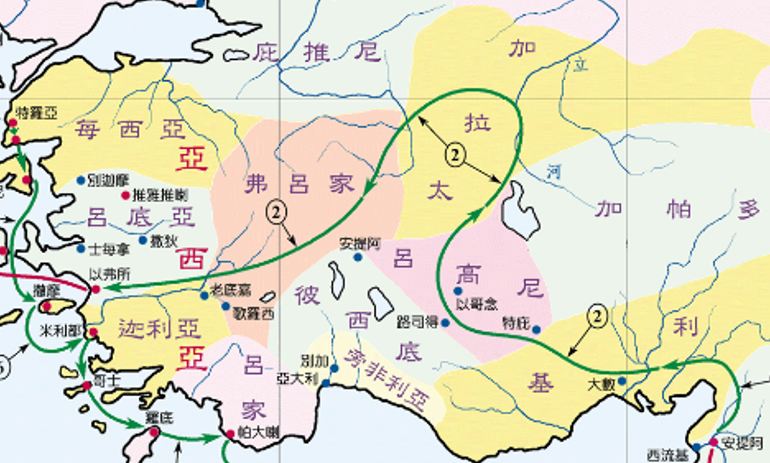 庇推尼
加
立
特羅亞
每西亞
亞
拉
2
河
別迦摩
推雅推喇
弗呂家
太
加帕多
呂底亞
2
士每拿
撒狄
西
安提阿
呂
以弗所
高
尼
老底嘉
彼
以哥念
撒摩
歌羅西
西
路司得
特庇
2
利
米利都
迦利亞
底
亞
呂
別加
旁非利亞
基
大數
哥士
亞大利
家
羅底
帕大喇
安提阿
西流基